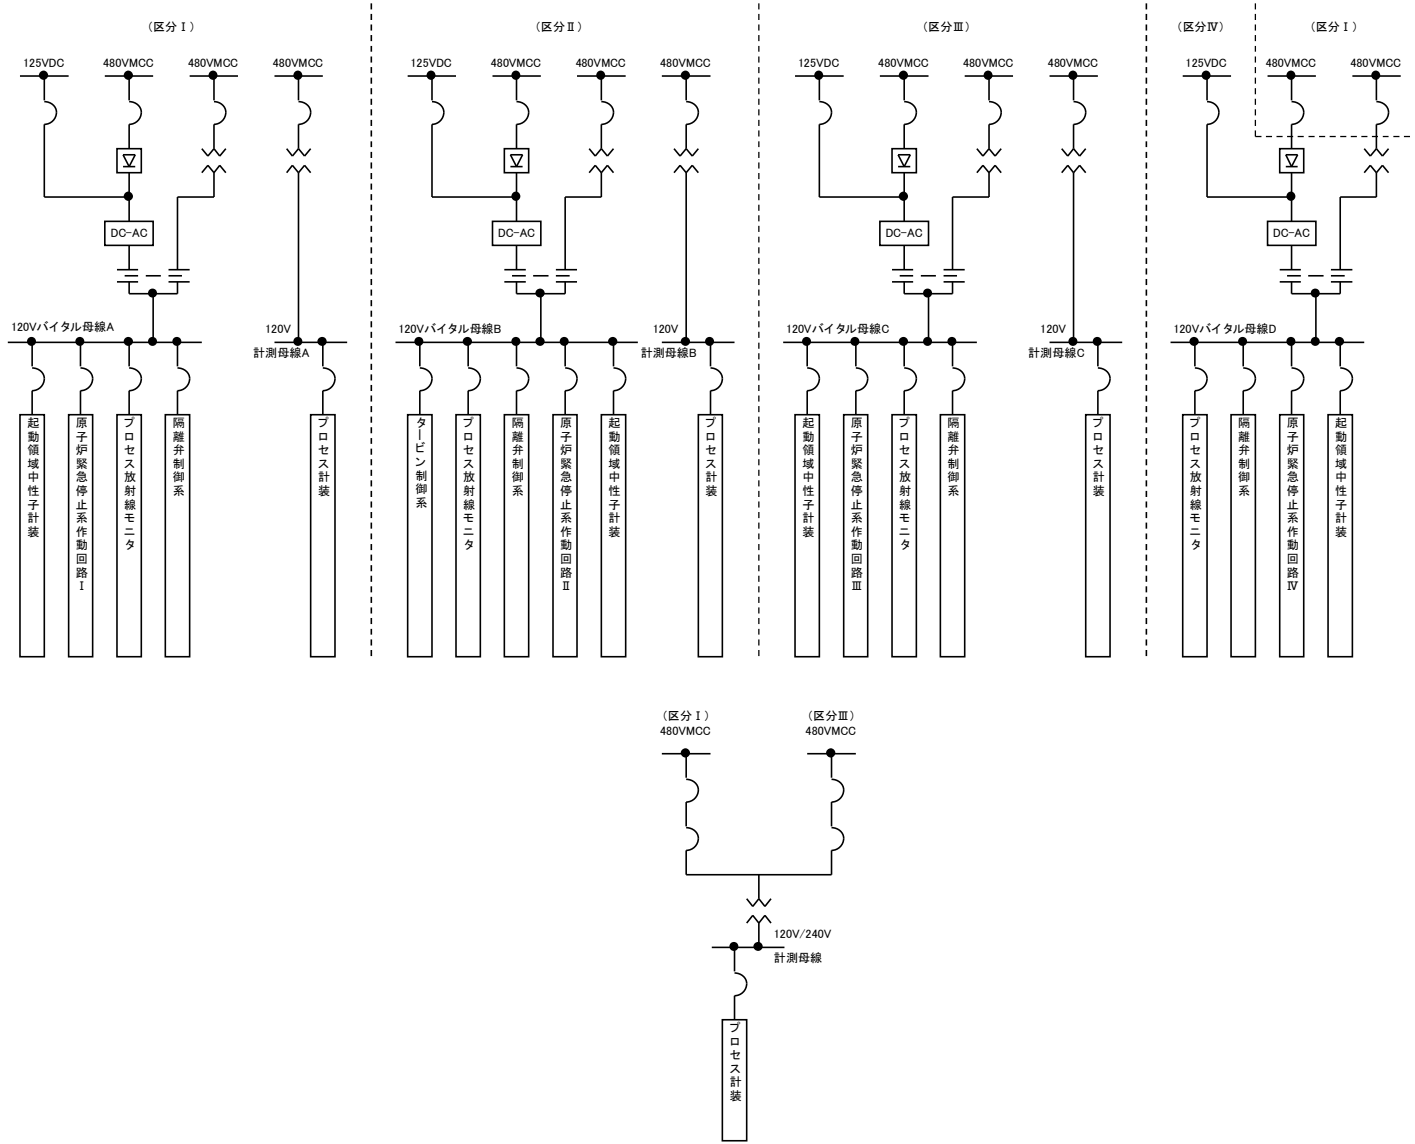 (区分Ⅰ)
(区分Ⅱ)
(区分Ⅲ)
(区分Ⅳ)
(区分Ⅰ)
125VDC
480VMCC
480VMCC
480VMCC
125VDC
480VMCC
480VMCC
480VMCC
125VDC
480VMCC
480VMCC
480VMCC
125VDC
480VMCC
480VMCC
DC-AC
DC-AC
DC-AC
DC-AC
120Vバイタル母線A
120V
計測母線A
120Vバイタル母線B
120V
計測母線B
120Vバイタル母線C
120V
計測母線C
120Vバイタル母線D
起動領域中性子計装
原子炉緊急停止系作動回路Ⅰ
プロセス放射線モニタ
隔離弁制御系
プロセス計装
タービン制御系
プロセス放射線モニタ
隔離弁制御系
原子炉緊急停止系作動回路Ⅱ
起動領域中性子計装
プロセス計装
起動領域中性子計装
原子炉緊急停止系作動回路Ⅲ
プロセス放射線モニタ
隔離弁制御系
プロセス計装
プロセス放射線モニタ
隔離弁制御系
原子炉緊急停止系作動回路Ⅳ
起動領域中性子計装
(区分Ⅰ)
480VMCC
(区分Ⅲ)
480VMCC
120V/240V
計測母線
プロセス計装